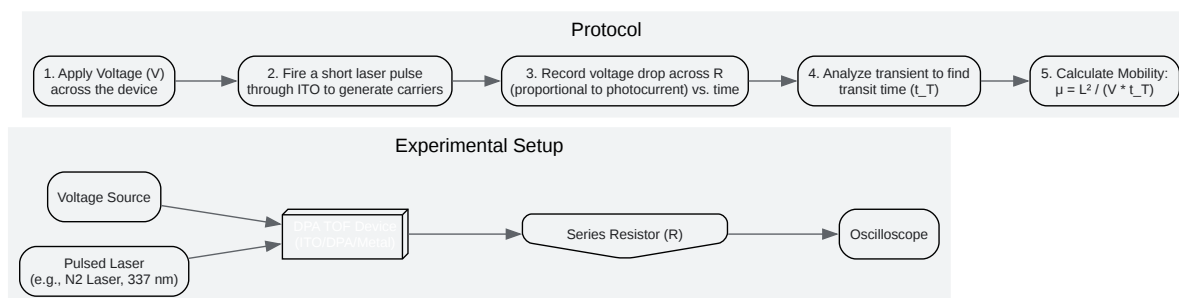 Protocol
1. Apply Voltage (V)
across the device
2. Fire a short laser pulse
through ITO to generate carriers
3. Record voltage drop across R
(proportional to photocurrent) vs. time
4. Analyze transient to find
transit time (t_T)
5. Calculate Mobility:
μ = L² / (V * t_T)
Experimental Setup
Voltage Source
Pulsed Laser
(e.g., N2 Laser, 337 nm)
DPA TOF Device
(ITO/DPA/Metal)
Series Resistor (R)
Oscilloscope